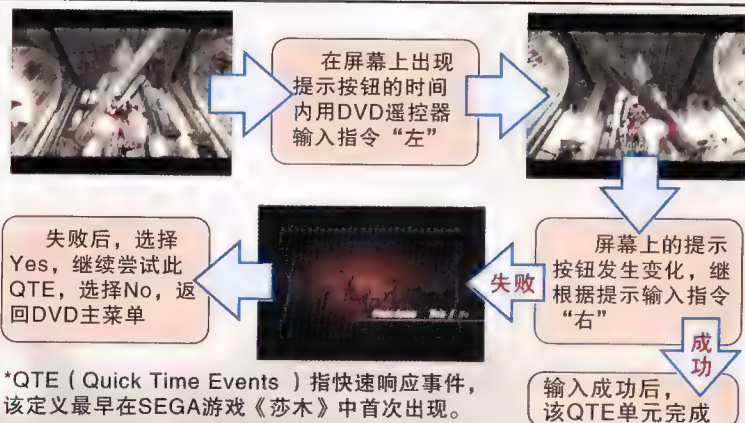 在屏幕上出现
提示按钮的时间
内用DVD遥控器
输入指令“左”
屏幕上的提示
按钮发生变化，继
根据提示输入指令
“右”
失败
失败后，选择
Yes，继续尝试此
QTE，选择No，返
回DVD主菜单
成
功
输入成功后，
该QTE单元完成
*QTE（Quick Time Events ）指快速响应事件，
该定义最早在SEGA游戏《莎木》中首次出现。